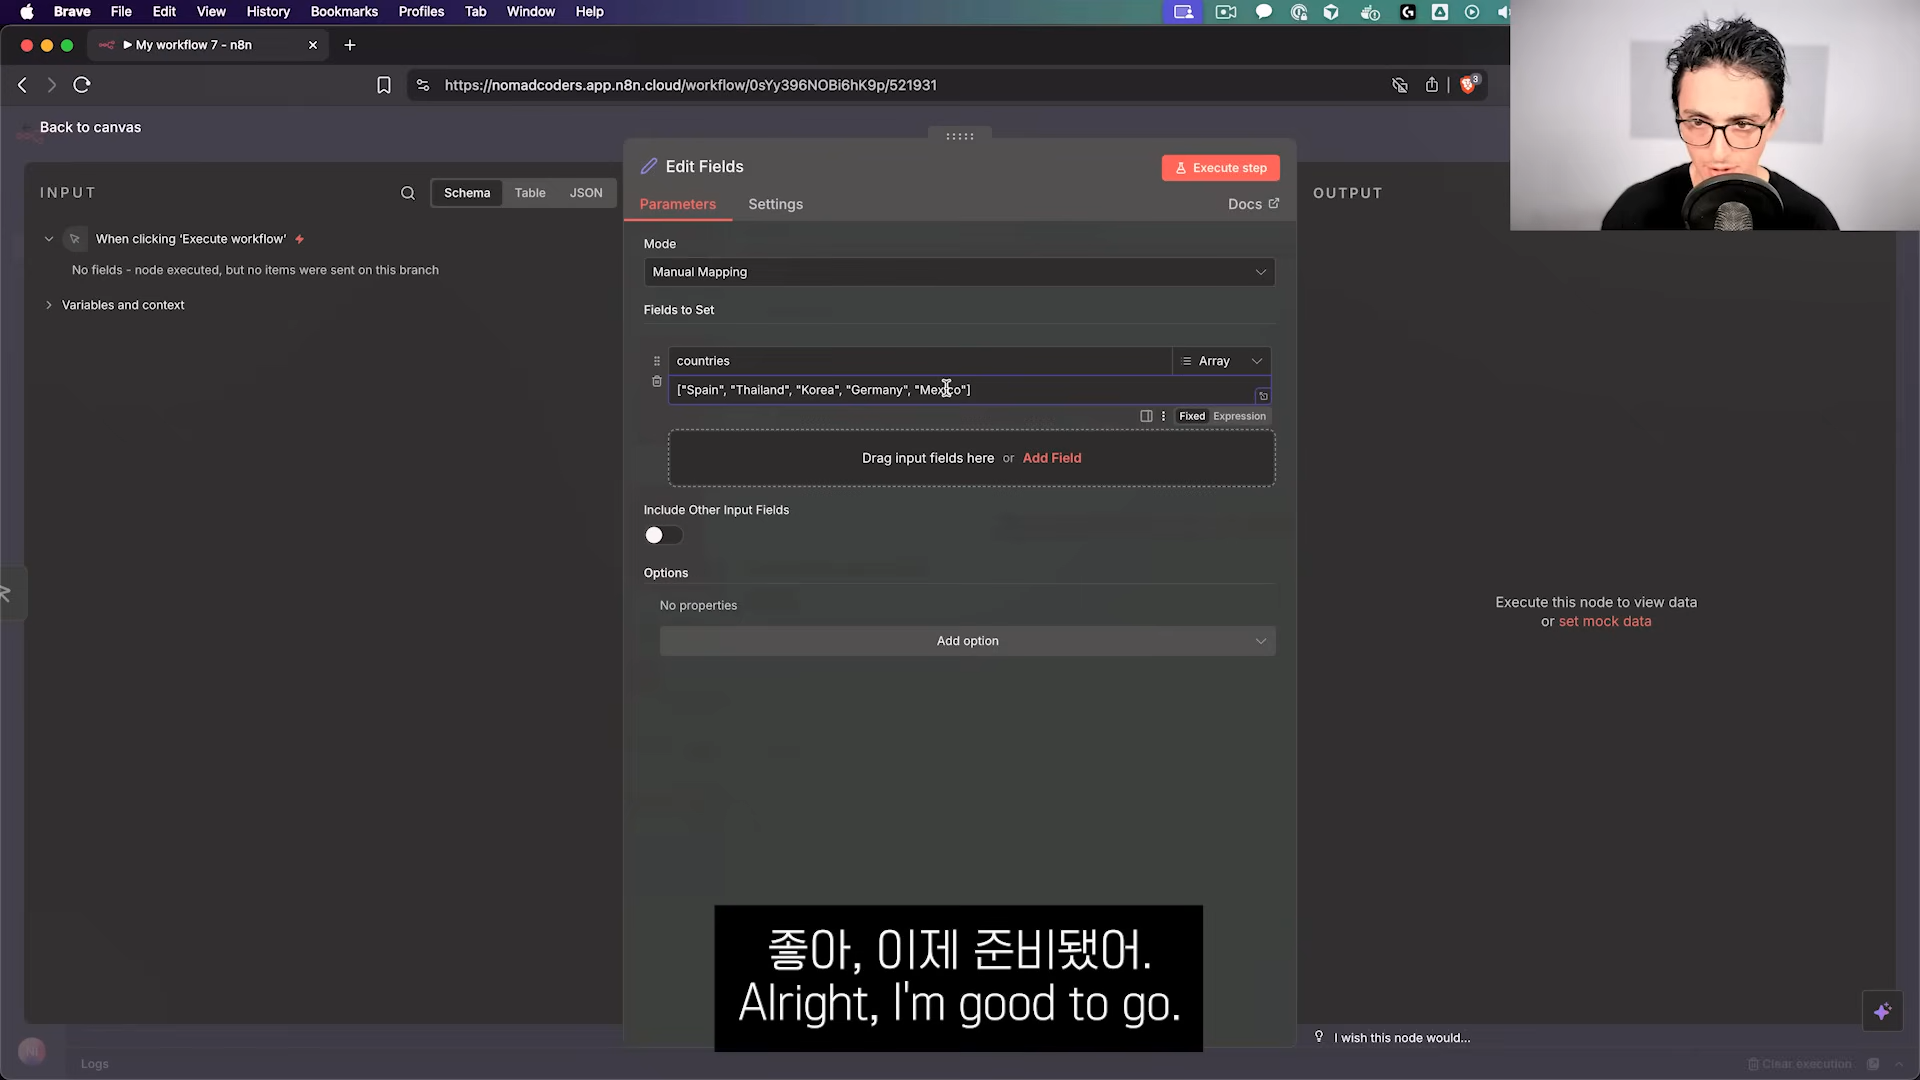 Brave File Edit View History Bookmarks Profiles Tab Window Help
My workflow 7 - n8n
https://nomadcoders.app.n8n.cloud/workflow/0sYy396NOBi6hK9p/521931
3
Back to canvas
INPUT
Schema Table JSON
When clicking ‘Execute workflow’
No fields - node executed, but no items were sent on this branch
Variables and context
Edit Fields
Execute step
Parameters Settings
Docs
Mode
Manual Mapping
Fields to Set
countries
Array
["Spain", "Thailand", "Korea", "Germany", "Mexico"]
Fixed Expression
Drag input fields here or Add Field
Include Other Input Fields
Options
No properties
Add option
OUTPUT
Execute this node to view data
or set mock data
좋아, 이제 준비됐어.
Alright, I'm good to go.
I wish this node would...
Logs
Clear execution